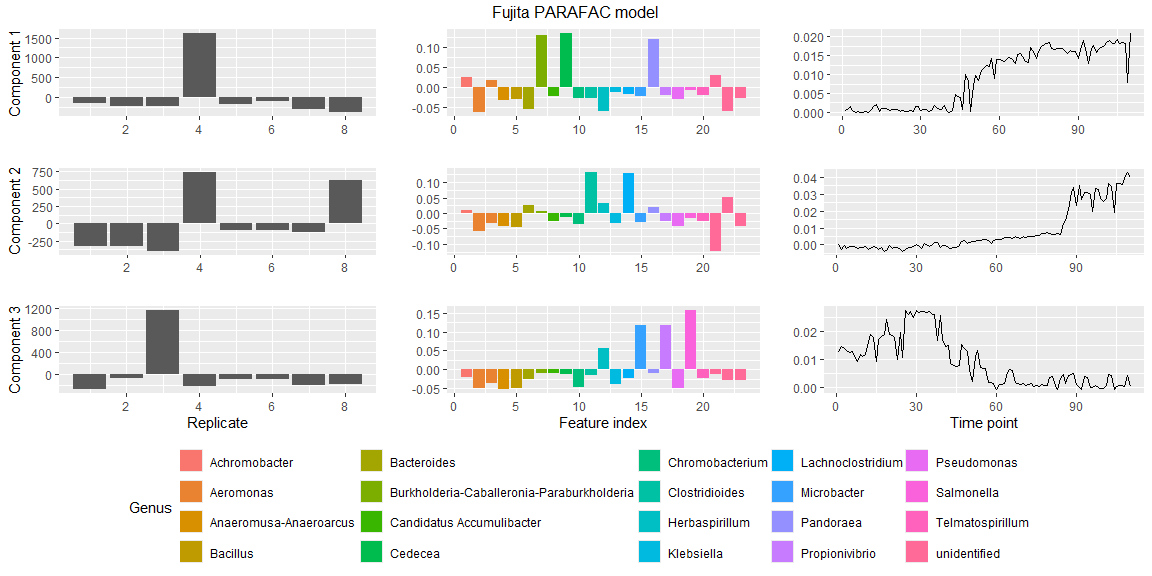 Fujita PARAFAC model
Component 1
1500
1000
500
0
2 4 6 8
0.10
0.05
0.00
-0.05
0 5 10 15 20
0.020
0.015
0.010
0.005
0.000
0 30 60 90
Component 2
750
500
250
0
-250
2 4 6 8
0.10
0.05
0.00
-0.05
-0.10
0 5 10 15 20
0.04
0.03
0.02
0.01
0.00
0 30 60 90
Component 3
1200
800
400
0
2 4 6 8
Replicate
0.15
0.10
0.05
0.00
-0.05
0 5 10 15 20
Feature index
0.02
0.01
0.00
0 30 60 90
Time point
Genus
Achromobacter
Aeromonas
Anaeromusa-Anaeroarcus
Bacillus
Bacteroides
Burkholderia-Caballeronia-Paraburkholderia
Candidatus Accumulibacter
Cedecea
Chromobacterium
Clostridioides
Herbaspirillum
Klebsiella
Lachnoclostridium
Microbacter
Pandoraea
Propionivibrio
Pseudomonas
Salmonella
Telmatospirillum
unidentified